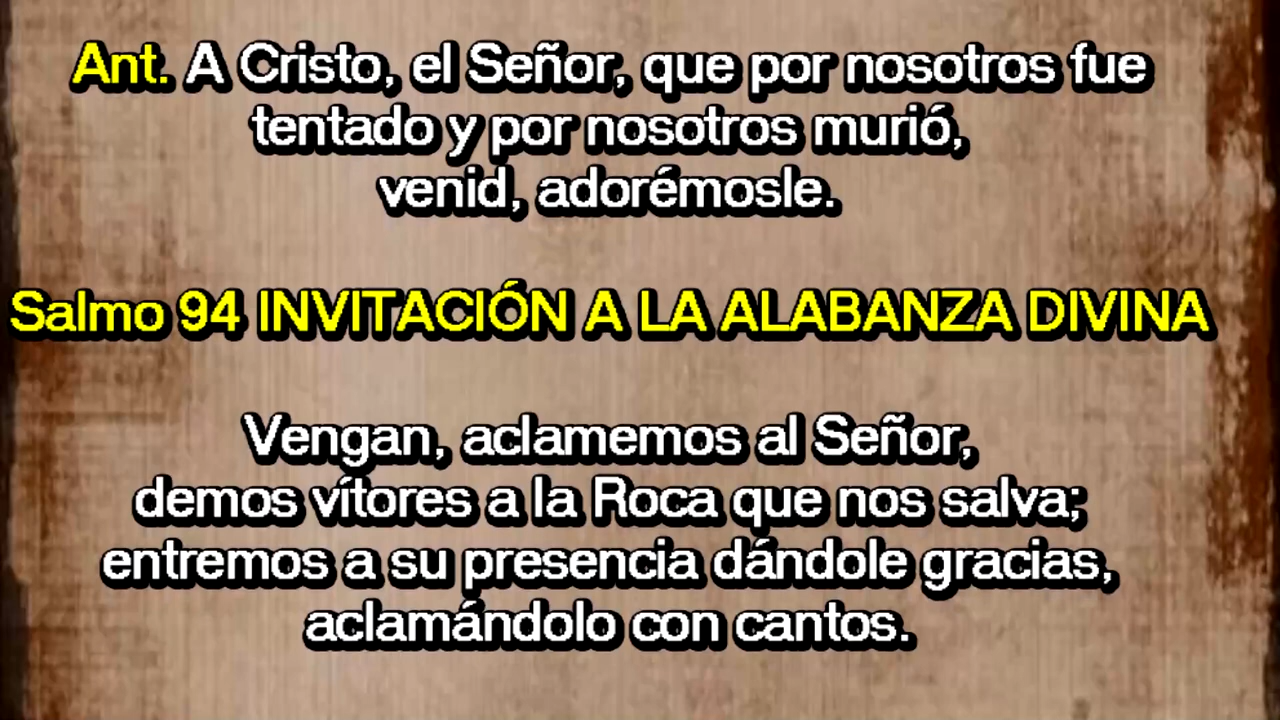 Ant. A Cristo, el Señor, que por nosotros fue
tentado y por nosotros murió,
venid, adorémosle.
Salmo 94 INVITACIÓN A LA ALABANZA DIVINA
Vengan, aclamemos al Señor,
demos vítores a la Roca que nos salva;
entremos a su presencia dándole gracias,
aclamándolo con cantos.